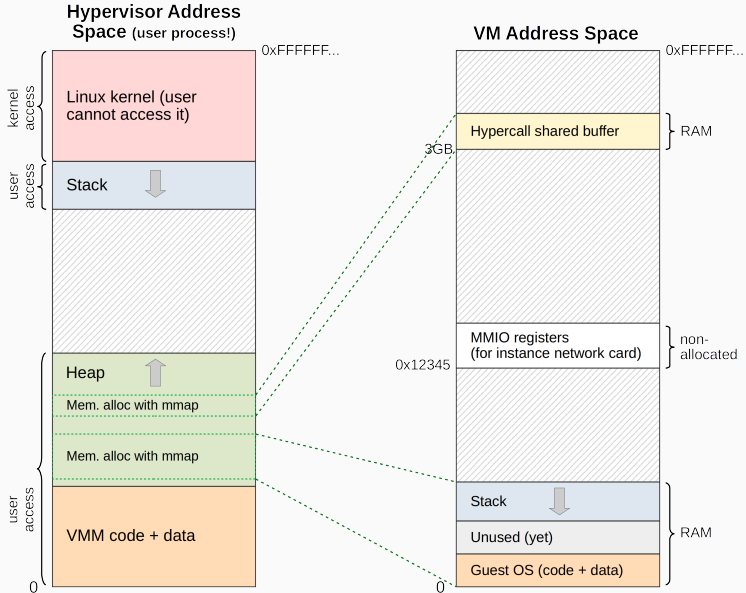 Hypervisor Address
Space (user process!)
0xFFFFFF...
kernel
access
Linux kernel (user
cannot access it)
user
access
Stack
Heap
Mem. alloc with mmap
Mem. alloc with mmap
user
access
VMM code + data
0
VM Address Space
0xFFFFFF...
Hypercall shared buffer
RAM
3GB
MMIO registers
(for instance network card)
non-
allocated
0x12345
Stack
Unused (yet)
Guest OS (code + data)
RAM
0